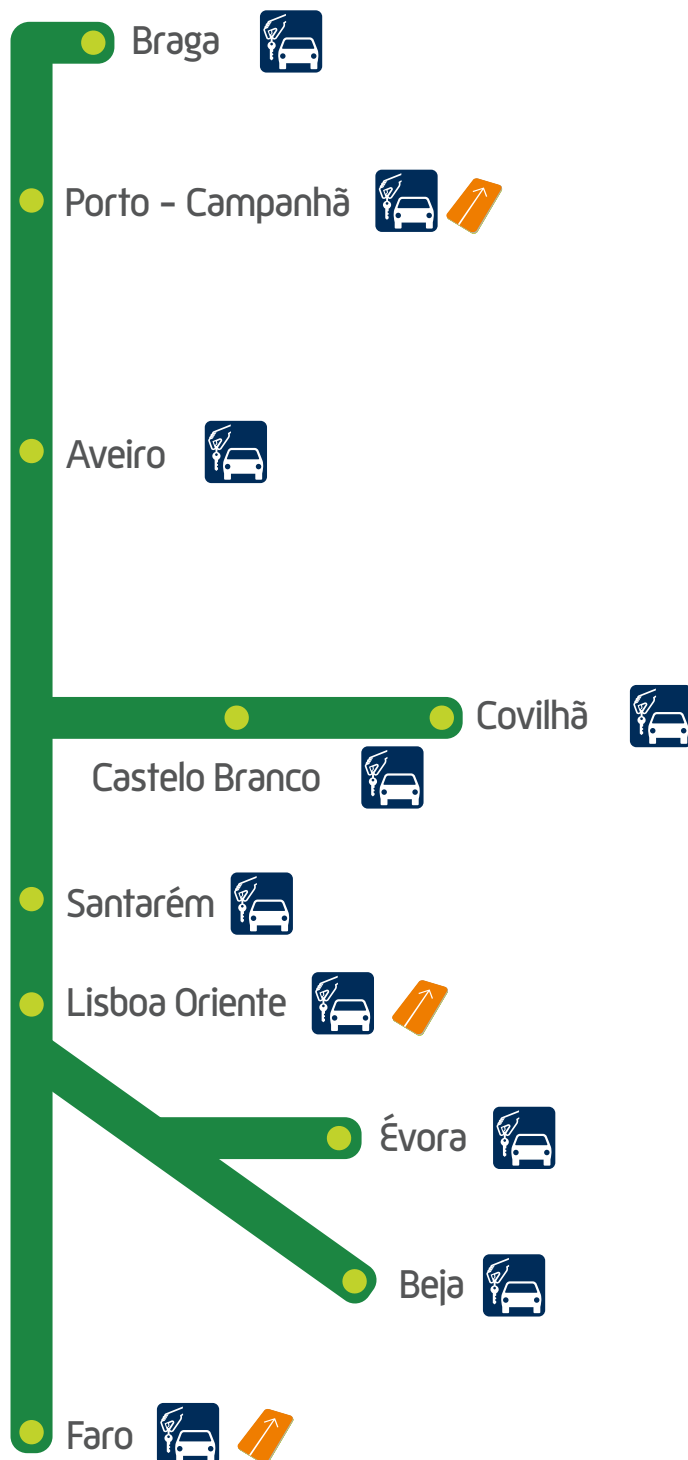 Braga
Porto - Campanhã
Aveiro
Covilhã
Castelo Branco
Santarém
Lisboa Oriente
Évora
Beja
Faro